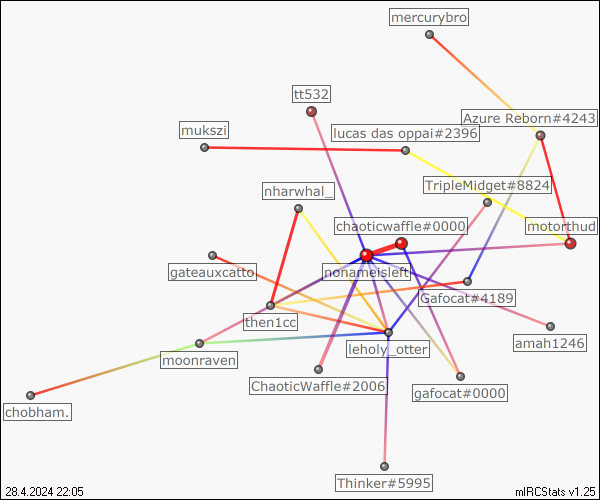 mercurybro
tt532
Azure Reborn#4243
mukszi
lucas das oppai#2396
nharwhal_
TripleMidget#8824
chaoticwaffle#0000
motorthud
gateauxcatto
nonameisleft
Gafocat#4189
then1cc
amah1246
leholy_otter
moonraven
ChaoticWaffle#2006
gafocat#0000
chobham.
Thinker#5995
28.4.2024 22:05
mIRCStats v1.25